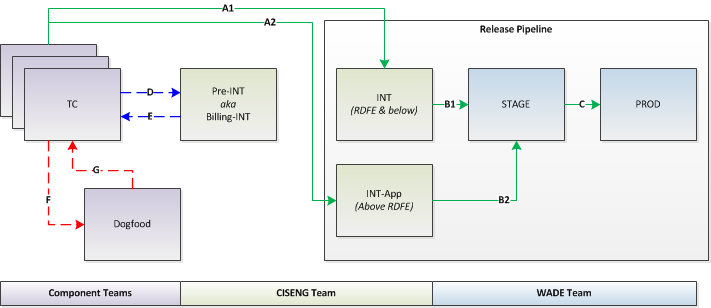 A1
A2
Release Pipeline
TC
D
E
Pre-INT
aka
Billing-INT
INT
(RDFE & below)
B1
STAGE
C
PROD
G
F
Dogfood
INT-App
(Above RDFE)
B2
Component Teams
CISENG Team
WADE Team